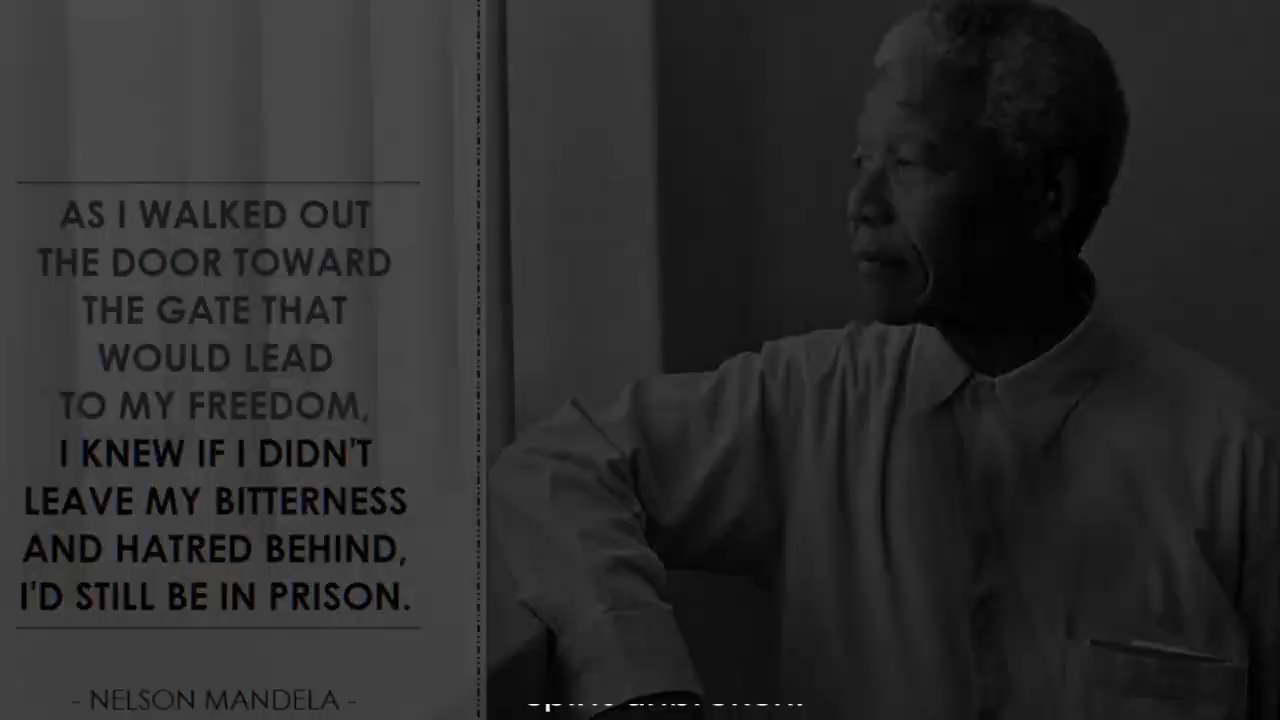 AS I WALKED OUT
THE DOOR TOWARD
THE GATE THAT
WOULD LEAD
TO MY FREEDOM,
I KNEW IF I DIDN'T
LEAVE MY BITTERNESS
AND HATRED BEHIND,
I'D STILL BE IN PRISON.
- NELSON MANDELA -